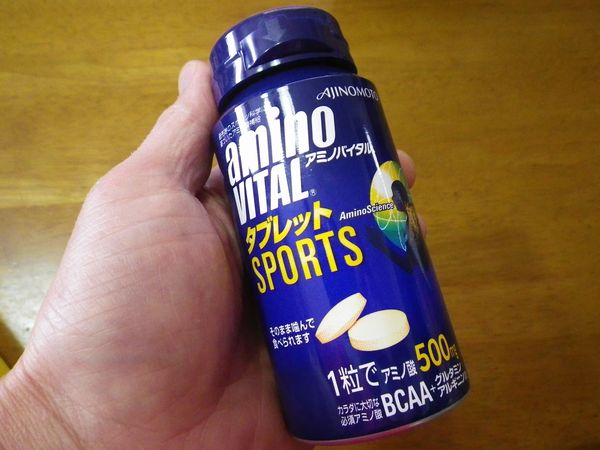 AJINOMOTO
amino
VITAL®
アミノバイタル
タブレット
SPORTS
AminoScience
そのまま噛んで
食べられます
1粒でアミノ酸500mg
カラダに大切な
必須アミノ酸
BCAA+グルタミン
アルギニン